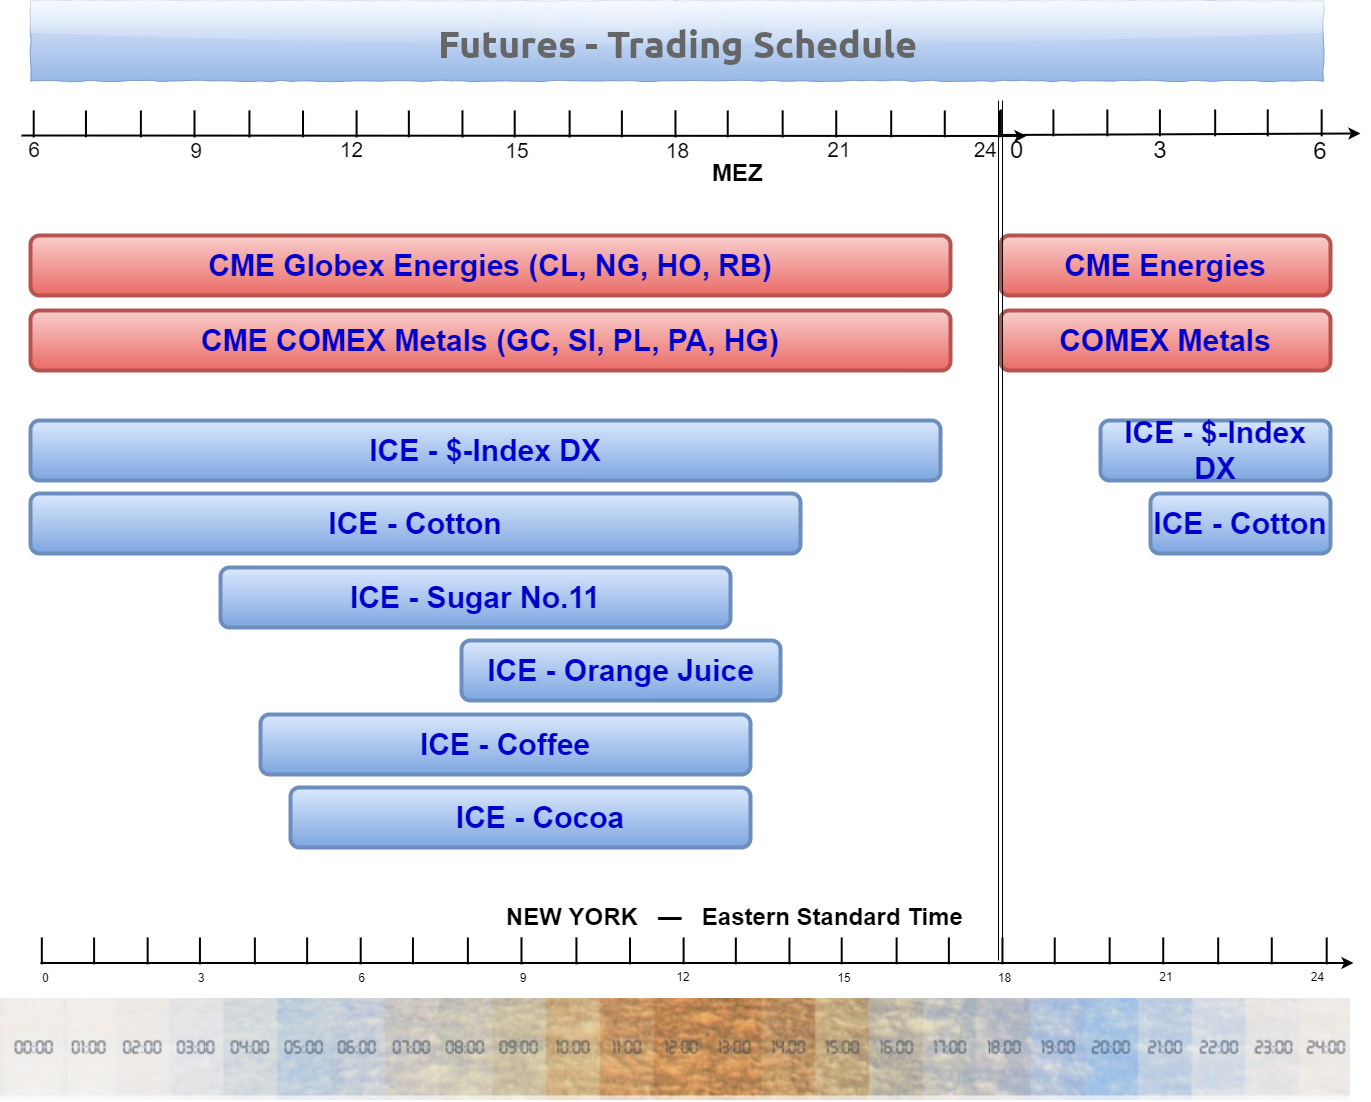 Futures - Trading Schedule
6 9 12 15 18 21 24 0 3 6
MEZ
CME Globex Energies (CL, NG, HO, RB)
CME Energies
CME COMEX Metals (GC, SI, PL, PA, HG)
COMEX Metals
ICE - $-Index DX
ICE - $-Index
DX
ICE - Cotton
ICE - Cotton
ICE - Sugar No.11
ICE - Orange Juice
ICE - Coffee
ICE - Cocoa
NEW YORK — Eastern Standard Time
0 3 6 9 12 15 18 21 24
00:00 01:00 02:00 03:00 04:00 05:00 06:00 07:00 08:00 09:00 10:00 11:00 12:00 13:00 14:00 15:00 16:00 17:00 18:00 19:00 20:00 21:00 22:00 23:00 24:00